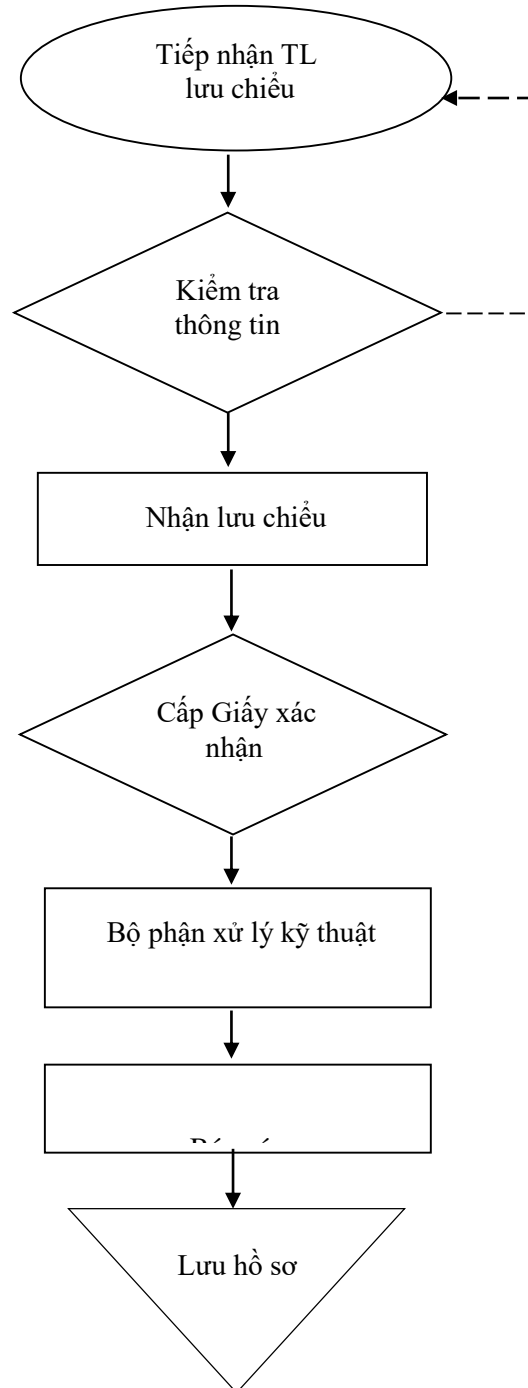 Tiếp nhận TL
lưu chiểu
Kiểm tra
thông tin
Nhận lưu chiểu
Cấp Giấy xác
nhận
Bộ phận xử lý kỹ thuật
Lưu hồ sơ